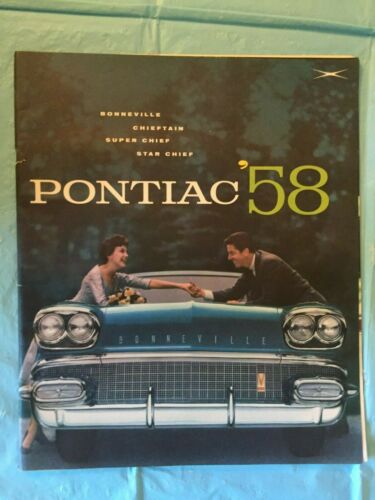 BONNEVILLE
CHIEFTAIN
SUPER CHIEF
STAR CHIEF
PONTIAC '58
BONNEVILLE
V